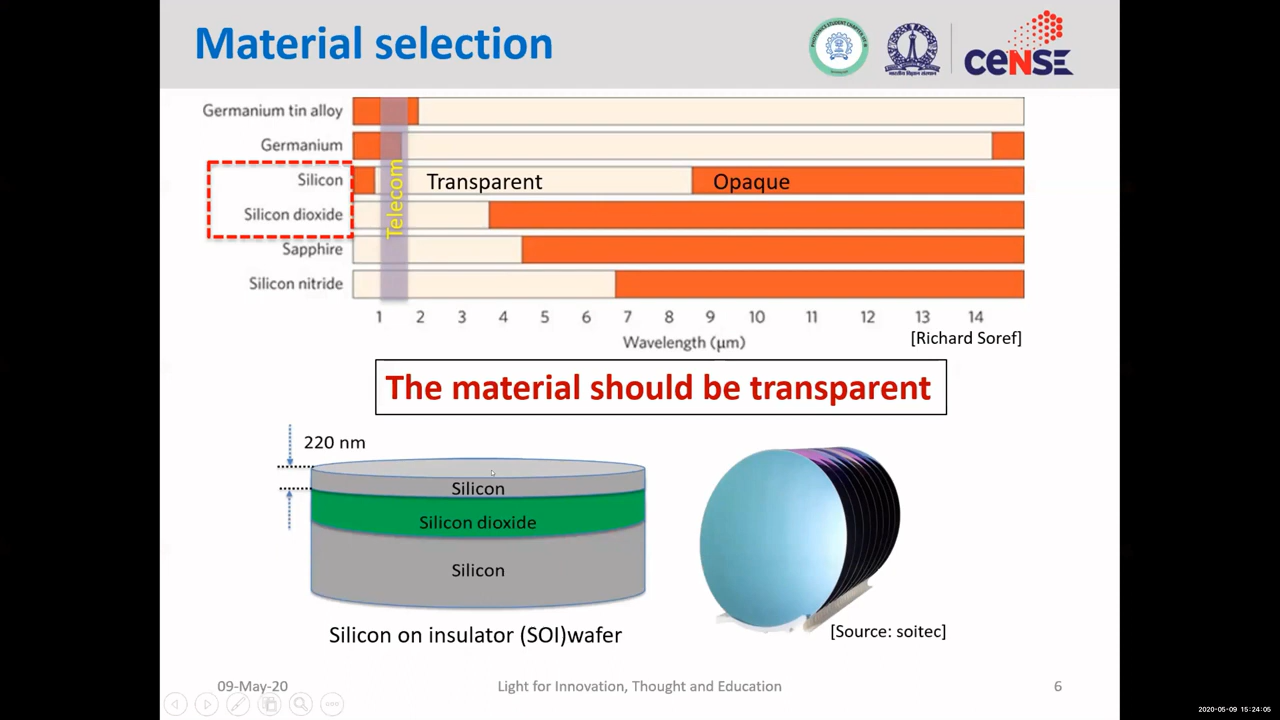 Material selection
CeNSE
Germanium tin alloy
Germanium
Silicon
Transparent
Opaque
Silicon dioxide
Sapphire
Silicon nitride
Telecom
1 2 3 4 5 6 7 8 9 10 11 12 13 14
Wavelength (μm)
[Richard Soref]
The material should be transparent
220 nm
Silicon
Silicon dioxide
Silicon
Silicon on insulator (SOI)wafer
[Source: soitec]
09-May-20
Light for Innovation, Thought and Education
6
2020-05-09 15:24:05